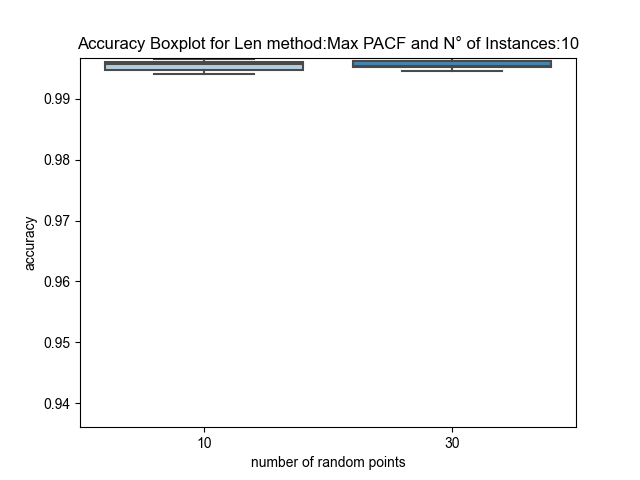 Accuracy Boxplot for Len method:Max PACF and N° of Instances:10
0.99
0.98
0.97
0.96
0.95
0.94
accuracy
10 30
number of random points